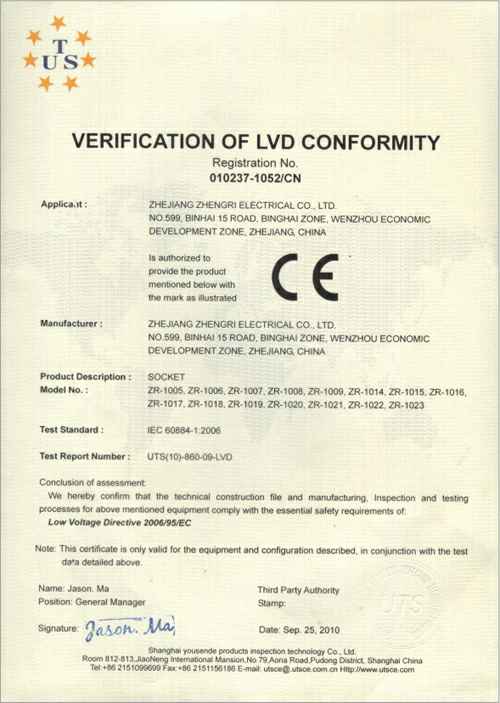 UTS
VERIFICATION OF LVD CONFORMITY
Registration No.
010237-1052/CN
Applicant : ZHEJIANG ZHENGRI ELECTRICAL CO., LTD.
NO.599, BINHAI 15 ROAD, BINGHAI ZONE, WENZHOU ECONOMIC
DEVELOPMENT ZONE, ZHEJIANG, CHINA
Is authorized to
provide the product
mentioned below with
the mark as illustrated
CE
Manufacturer : ZHEJIANG ZHENGRI ELECTRICAL CO., LTD.
NO.599, BINHAI 15 ROAD, BINGHAI ZONE, WENZHOU ECONOMIC
DEVELOPMENT ZONE, ZHEJIANG, CHINA
Product Description : SOCKET
Model No. : ZR-1005, ZR-1006, ZR-1007, ZR-1008, ZR-1009, ZR-1014, ZR-1015, ZR-1016,
ZR-1017, ZR-1018, ZR-1019, ZR-1020, ZR-1021, ZR-1022, ZR-1023
Test Standard : IEC 60884-1:2006
Test Report Number : UTS(10)-860-09-LVD
Conclusion of assessment:
We hereby confirm that the technical construction file and manufacturing, Inspection and testing
processes for above mentioned equipment comply with the essential safety requirements of:
Low Voltage Directive 2006/95/EC
Note: This certificate is only valid for the equipment and configuration described, in conjunction with the test
data detailed above.
Name: Jason. Ma
Position: General Manager
Third Party Authority
Stamp:
UTS
Signature: Jason. Ma
Date: Sep. 25, 2010
Shanghai yousende products inspection technology Co., Ltd.
Room 812-813,JiaoNeng International Mansion,No 79,Aona Road,Pudong District, Shanghai China
Tel:+86 2151099699 Fax:+86 2151156186 E-mail: utsce@.utsce.com.cn Http://www.utsce.com